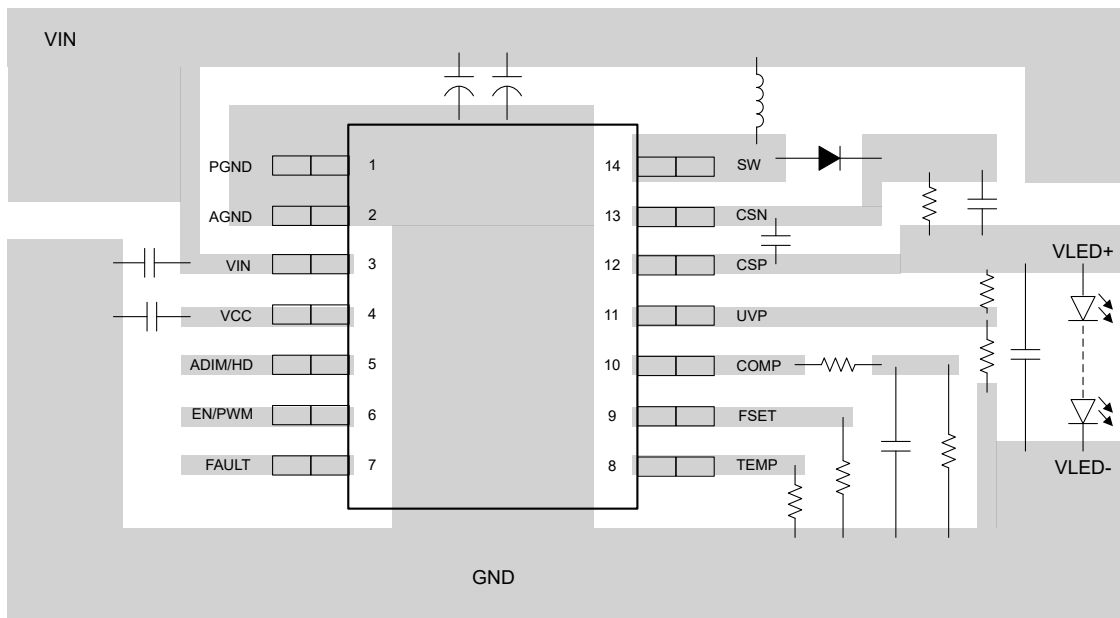 VIN
PGND 1 14 SW
AGND 2 13 CSN
VIN 3 12 CSP VLED+
VCC 4 11 UVP
ADIM/HD 5 10 COMP
EN/PWM 6 9 FSET
FAULT 7 8 TEMP VLED-
GND